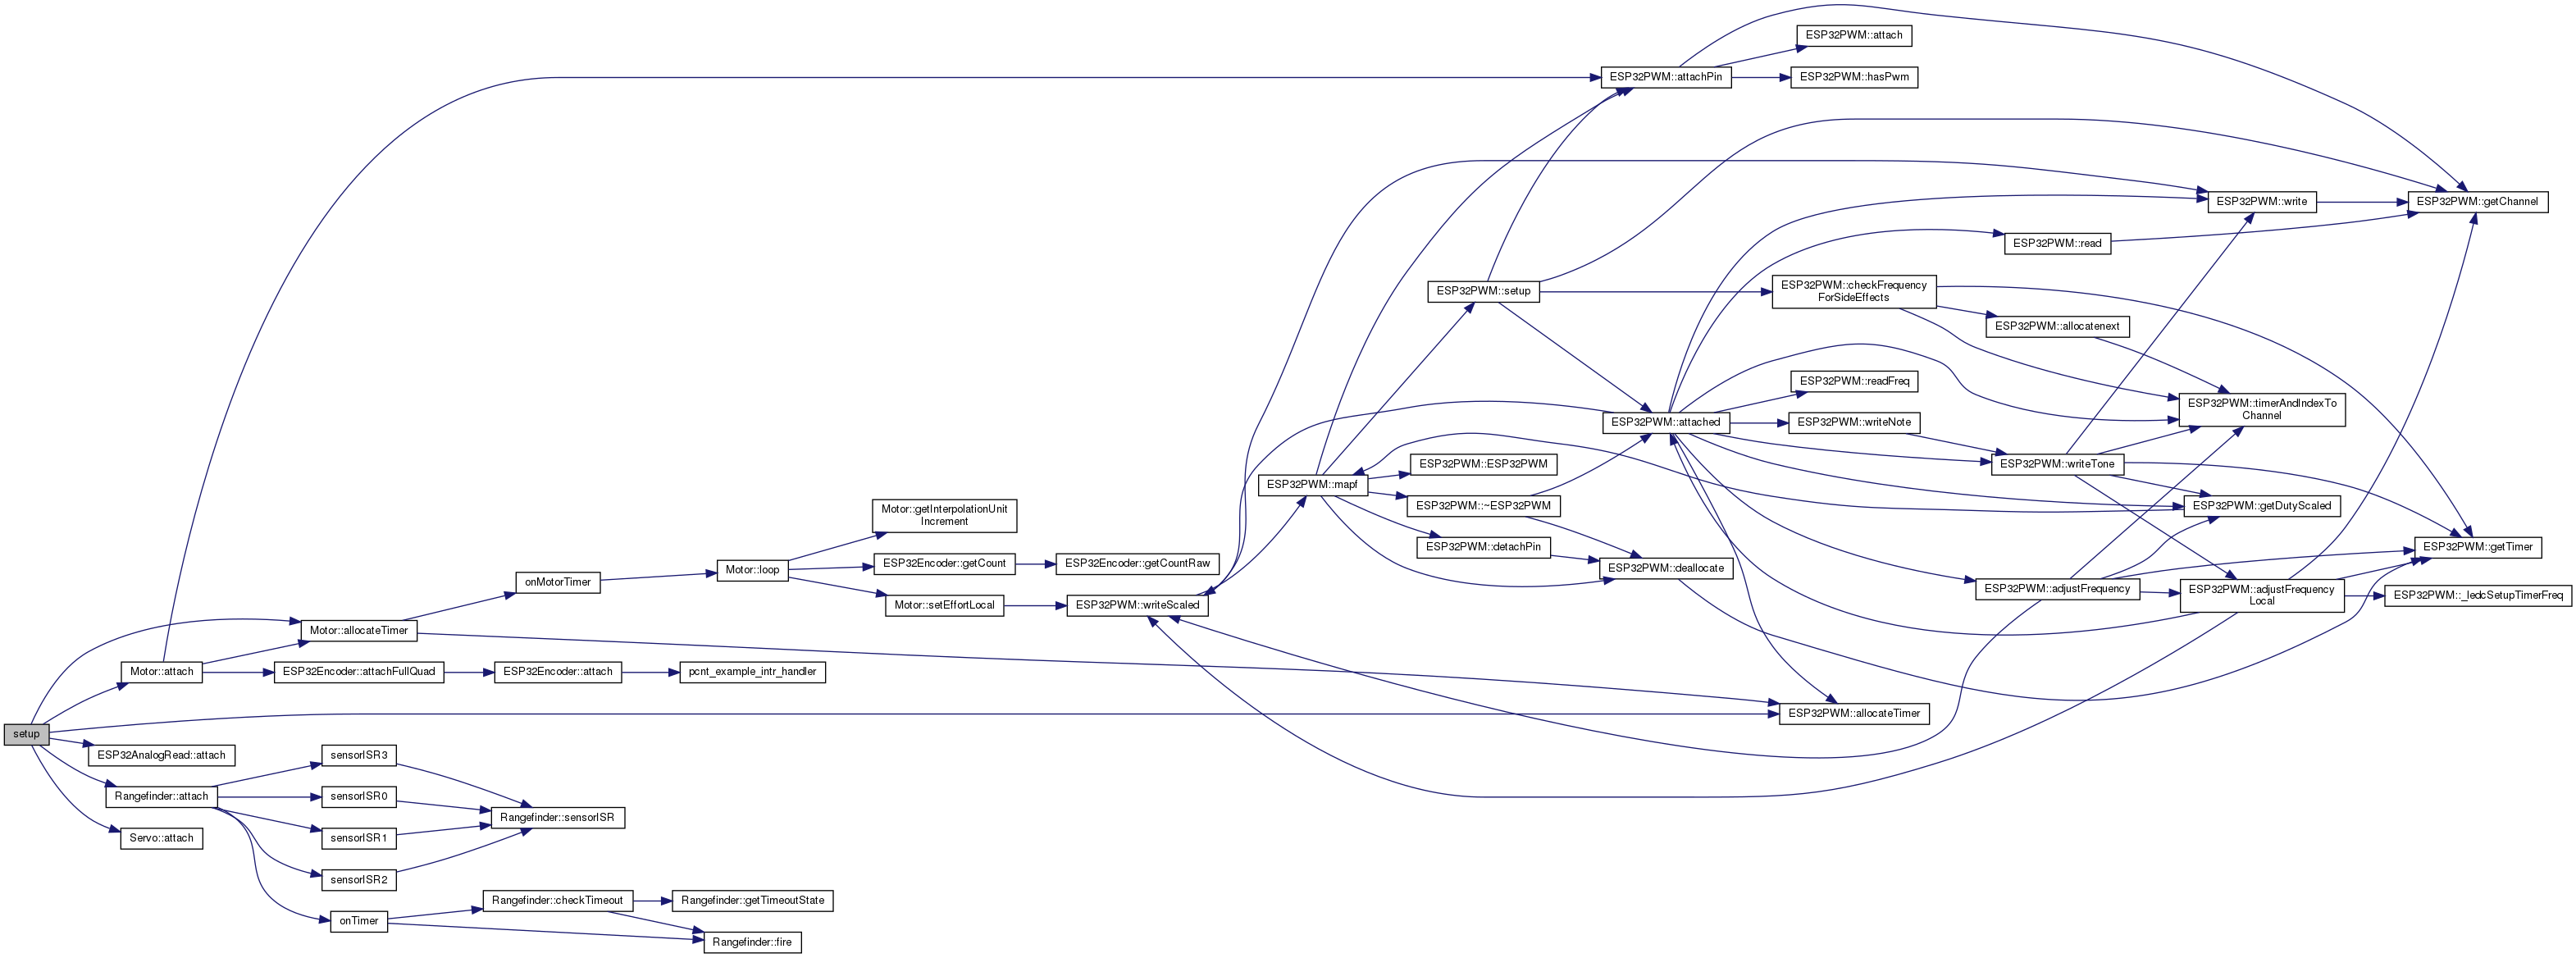 ESP32PWM::attach
ESP32PWM::attachPin
ESP32PWM::hasPwm
ESP32PWM::write
ESP32PWM::getChannel
ESP32PWM::read
ESP32PWM::setup
ESP32PWM::checkFrequency
ForSideEffects
ESP32PWM::allocatenext
ESP32PWM::readFreq
ESP32PWM::timerAndIndexTo
Channel
ESP32PWM::attached
ESP32PWM::writeNote
ESP32PWM::ESP32PWM
ESP32PWM::writeTone
ESP32PWM::mapf
ESP32PWM::~ESP32PWM
ESP32PWM::getDutyScaled
Motor::getInterpolationUnit
Increment
ESP32PWM::detachPin
ESP32PWM::getTimer
ESP32Encoder::getCount
ESP32Encoder::getCountRaw
Motor::loop
ESP32PWM::deallocate
onMotorTimer
ESP32PWM::adjustFrequency
ESP32PWM::adjustFrequency
Local
ESP32PWM::_ledcSetupTimerFreq
Motor::setEffortLocal
ESP32PWM::writeScaled
Motor::allocateTimer
Motor::attach
ESP32Encoder::attachFullQuad
ESP32Encoder::attach
pcnt_example_intr_handler
ESP32PWM::allocateTimer
setup
ESP32AnalogRead::attach
sensorISR3
Rangefinder::attach
sensorISR0
Rangefinder::sensorISR
Servo::attach
sensorISR1
sensorISR2
Rangefinder::checkTimeout
Rangefinder::getTimeoutState
onTimer
Rangefinder::fire